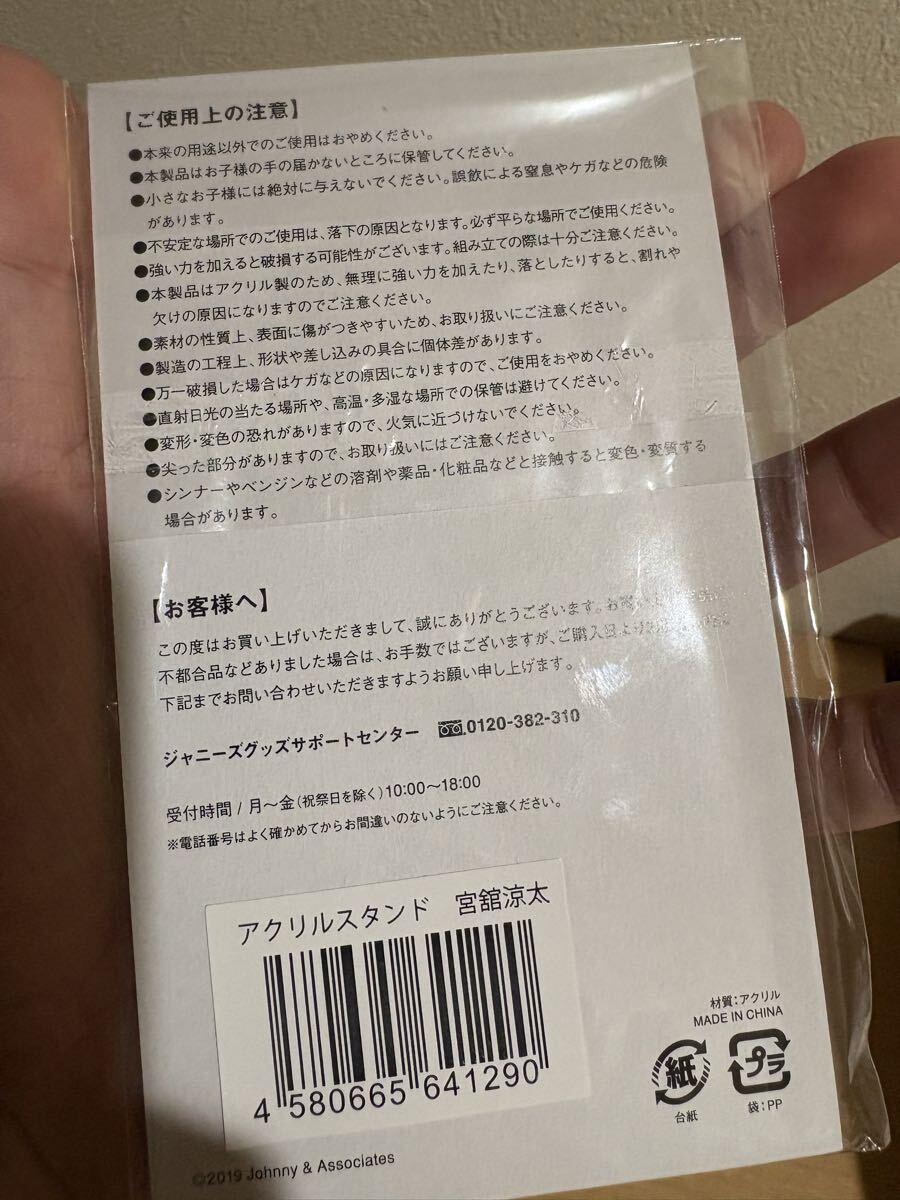 【ご使用上の注意】
●本来の用途以外でのご使用はおやめください。
●本製品はお子様の手の届かないところに保管してください。
●小さなお子様には絶対に与えないでください。誤飲による窒息やケガなどの危険
があります。
●不安定な場所でのご使用は、落下の原因となります。必ず平らな場所でご使用ください。
●強い力を加えると破損する可能性がございます。組み立ての際は十分ご注意ください。
●本製品はアクリル製のため、無理に強い力を加えたり、落としたりすると、割れや
欠けの原因になりますのでご注意ください。
●素材の性質上、表面に傷がつきやすいため、お取り扱いにご注意ください。
●製造の工程上、形状や差し込みの具合に個体差があります。
●万一破損した場合はケガなどの原因になりますので、ご使用をおやめください。
●直射日光の当たる場所や、高温・多湿な場所での保管は避けてください。
●変形・変色の恐れがありますので、火気に近づけないでください。
●尖った部分がありますので、お取り扱いにはご注意ください。
●シンナーやベンジンなどの溶剤や薬品・化粧品などと接触すると変色・変質する
場合があります。
【お客様へ】
この度はお買い上げいただきまして、誠にありがとうございます。
不都合品などありました場合は、お手数ではございますが、ご購入日より
下記までお問い合わせいただきますようお願い申し上げます。
ジャニーズグッズサポートセンター 0120-382-310
受付時間 / 月〜金(祝祭日を除く)10:00〜18:00
※電話番号はよく確かめてからお間違いのないようにご注意ください。
アクリルスタンド 宮舘涼太
4 580665 641290
材質:アクリル
MADE IN CHINA
紙 プラ
台紙 袋:PP
©2019 Johnny & Associates